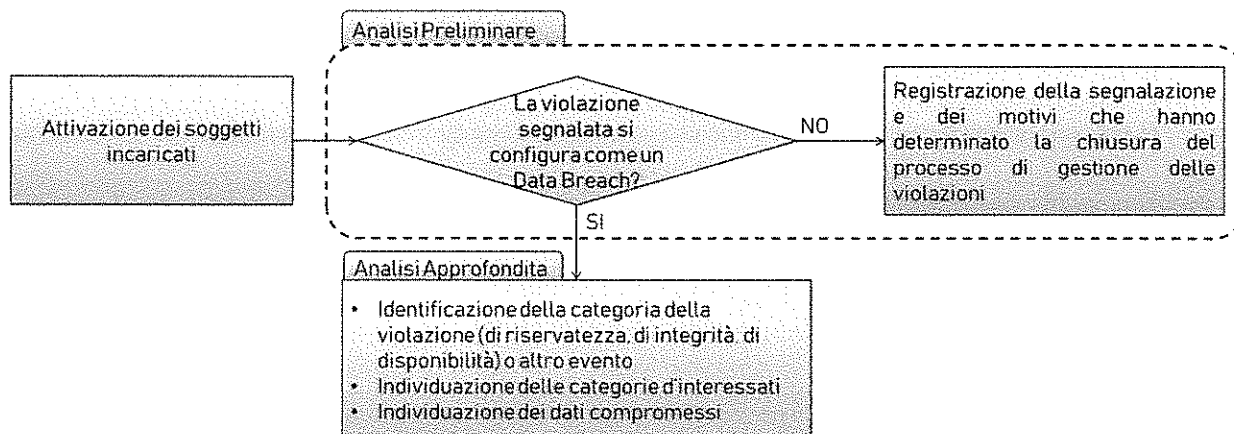 Analisi Preliminare
Attivazione dei soggetti
incaricati
La violazione
segnalata si
configura come un
Data Breach?
NO
Registrazione della segnalazione
e dei motivi che hanno
determinato la chiusura del
processo di gestione delle
violazioni
SI
Analisi Approfondita
• Identificazione della categoria della
violazione (di riservatezza, di integrità, di
disponibilità) o altro evento
• Individuazione delle categorie d'interessati
• Individuazione dei dati compromessi